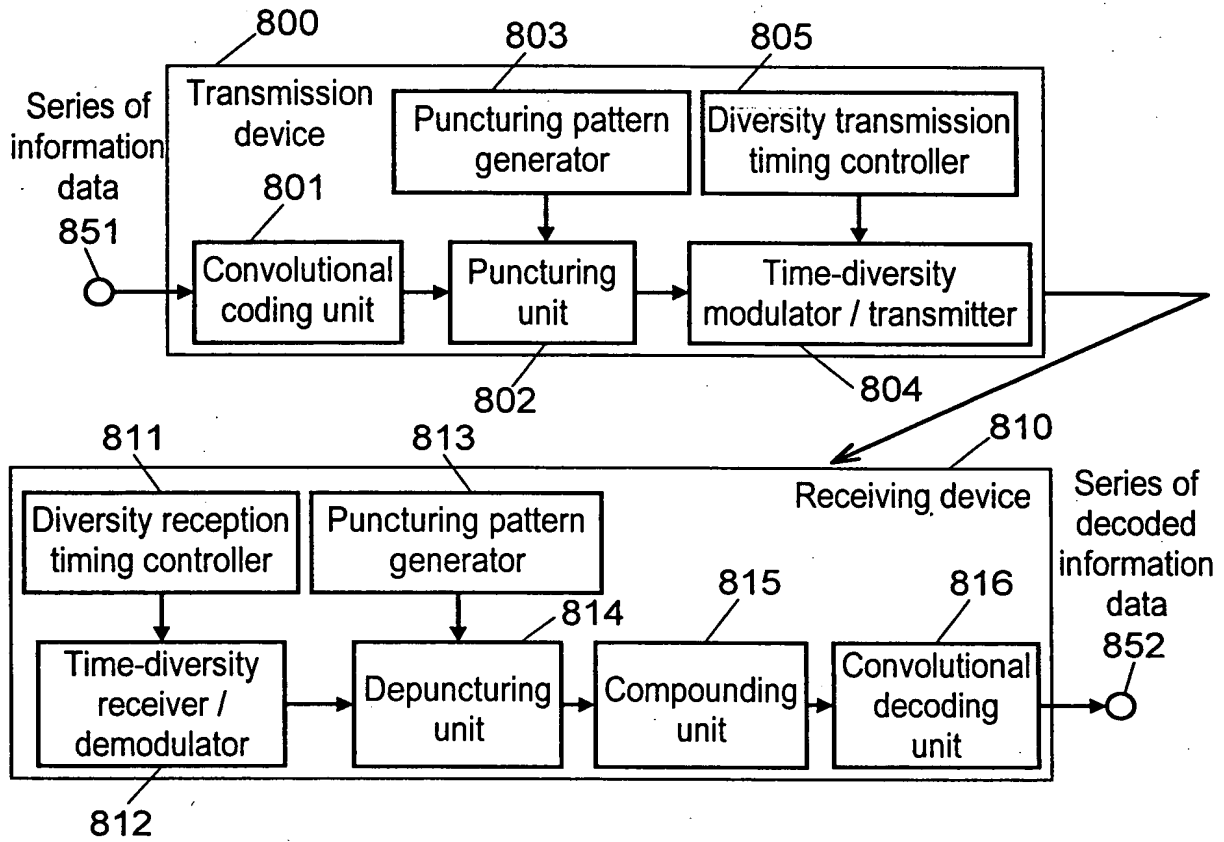 800
803
805
Series of
information
data
851
Transmission
device
Puncturing pattern
generator
Diversity transmission
timing controller
801
Convolutional
coding unit
Puncturing
unit
Time-diversity
modulator / transmitter
802
804
811
813
810
Receiving device
Diversity reception
timing controller
Puncturing pattern
generator
814
815
816
Time-diversity
receiver /
demodulator
Depuncturing
unit
Compounding
unit
Convolutional
decoding
unit
Series of
decoded
information
data
852
812